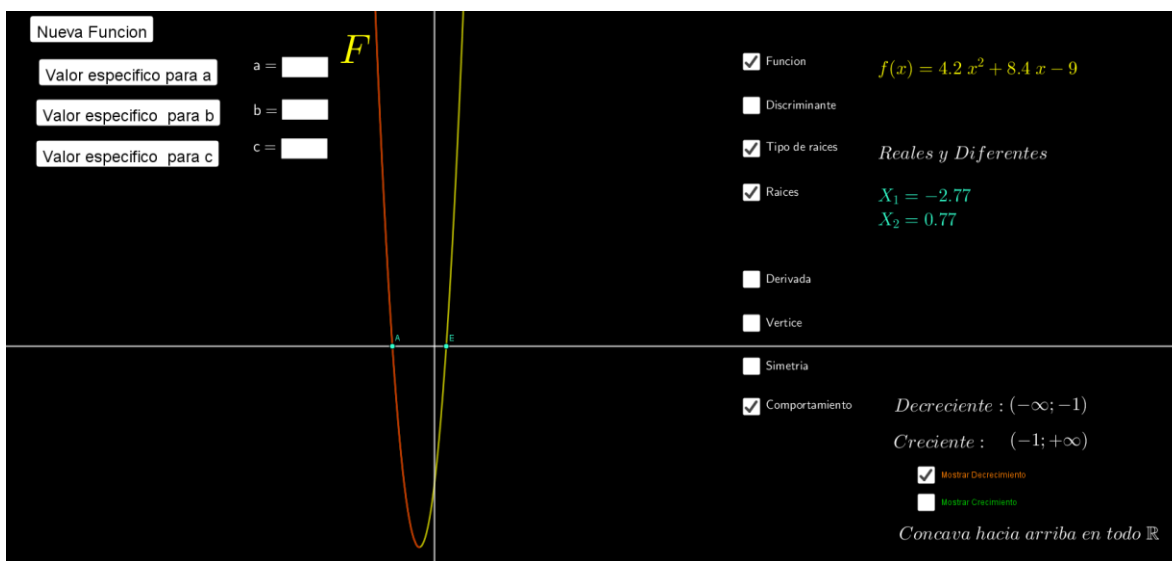 Nueva Funcion
Valor especifico para a
a =
F
Valor especifico para b
b =
Valor especifico para c
c =
Funcion
f(x) = 4.2 x² + 8.4 x − 9
Discriminante
Tipo de raices
Reales y Diferentes
Raices
X₁ = −2.77
X₂ = 0.77
Derivada
A
E
Vertice
Simetria
Comportamiento
Decreciente : (−∞; −1)
Creciente : (−1; +∞)
Mostrar Decrecimiento
Mostrar Crecimiento
Concava hacia arriba en todo ℝ